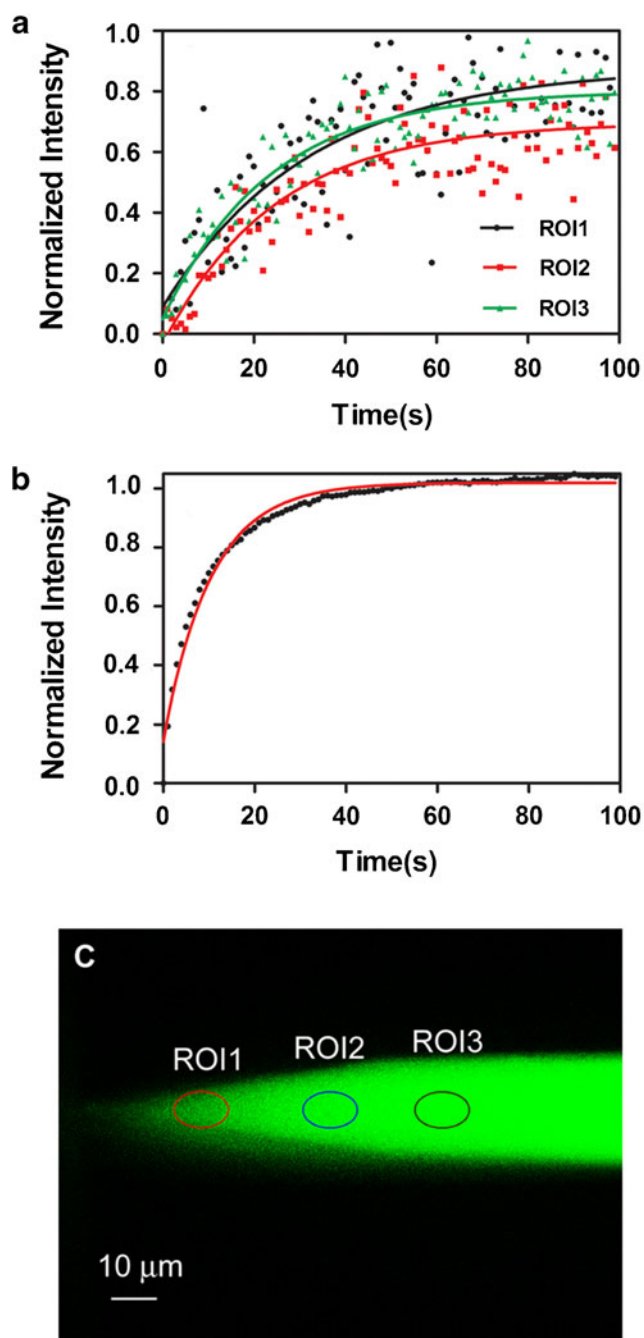 a
Normalized Intensity
1.0
0.8
0.6
0.4
0.2
0.0
ROI1
ROI2
ROI3
0 20 40 60 80 100
Time(s)
b
Normalized Intensity
1.0
0.8
0.6
0.4
0.2
0.0
0 20 40 60 80 100
Time(s)
C
ROI1 ROI2 ROI3
10 μm